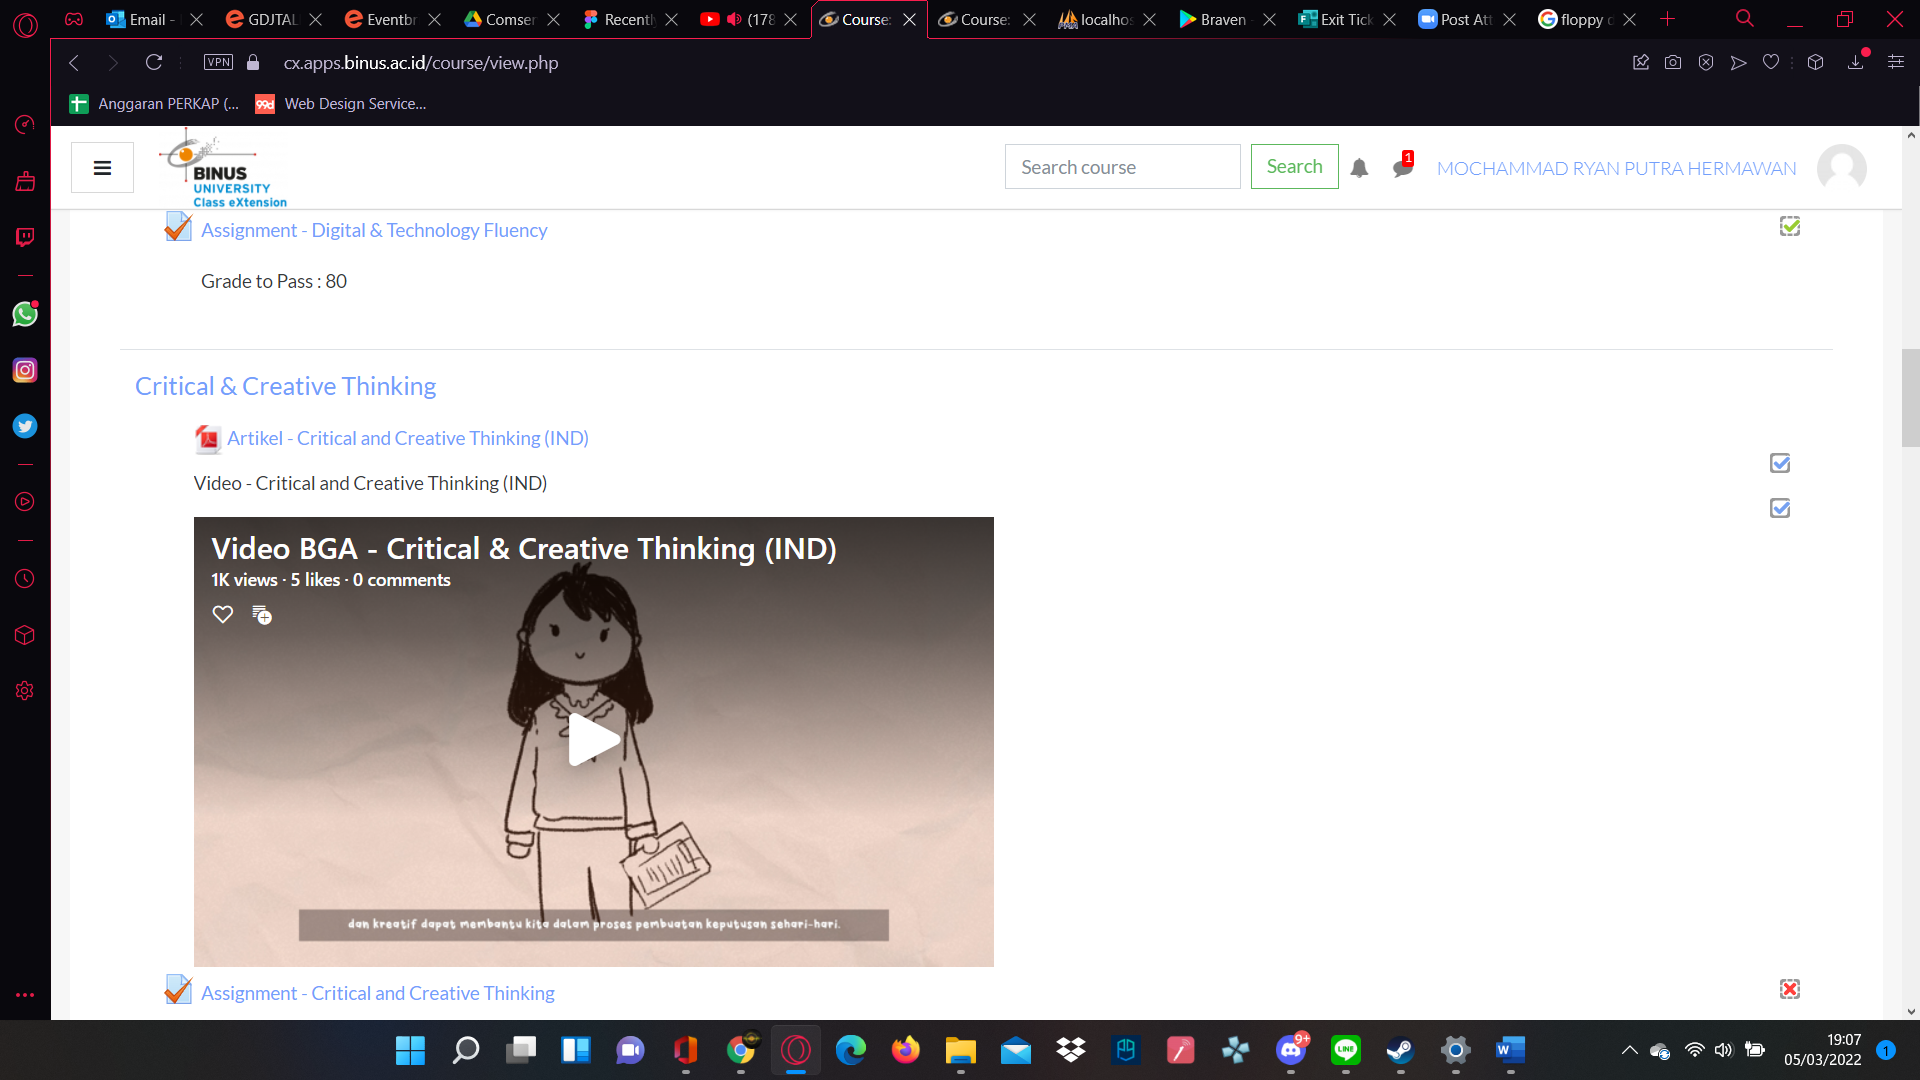 Email -
GDJTAL
Eventbr
Comser
Recently
(178
Course:
Course:
localhos
Braven
Exit Tick
Post Att
floppy d
VPN
cx.apps.binus.ac.id/course/view.php
Anggaran PERKAP (...
99d
Web Design Service...
BINUS
UNIVERSITY
Class eXtension
Search course
Search
1
MOCHAMMAD RYAN PUTRA HERMAWAN
Assignment - Digital & Technology Fluency
Grade to Pass : 80
Critical & Creative Thinking
Artikel - Critical and Creative Thinking (IND)
Video - Critical and Creative Thinking (IND)
Video BGA - Critical & Creative Thinking (IND)
1K views · 5 likes · 0 comments
dan kreatif dapat membantu kita dalam proses pembuatan keputusan sehari-hari.
Assignment - Critical and Creative Thinking
9+
LINE
19:07
05/03/2022
1